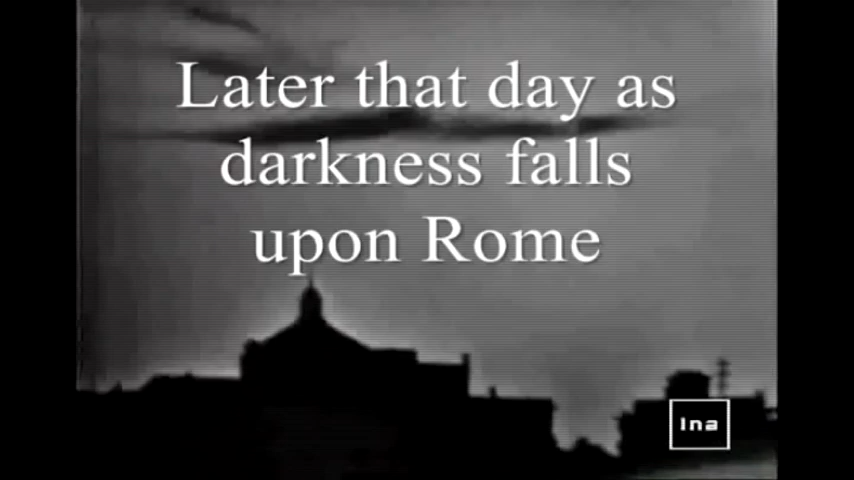 Later that day as
darkness falls
upon Rome
ina